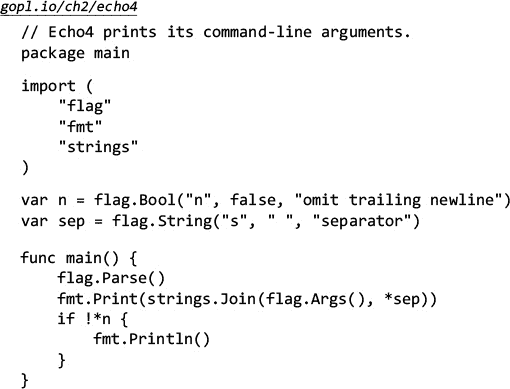 gopl.io/ch2/echo4
// Echo4 prints its command-line arguments.
package main
import (
    "flag"
    "fmt"
    "strings"
)
var n = flag.Bool("n", false, "omit trailing newline")
var sep = flag.String("s", " ", "separator")
func main() {
    flag.Parse()
    fmt.Print(strings.Join(flag.Args(), *sep))
    if !*n {
        fmt.Println()
    }
}